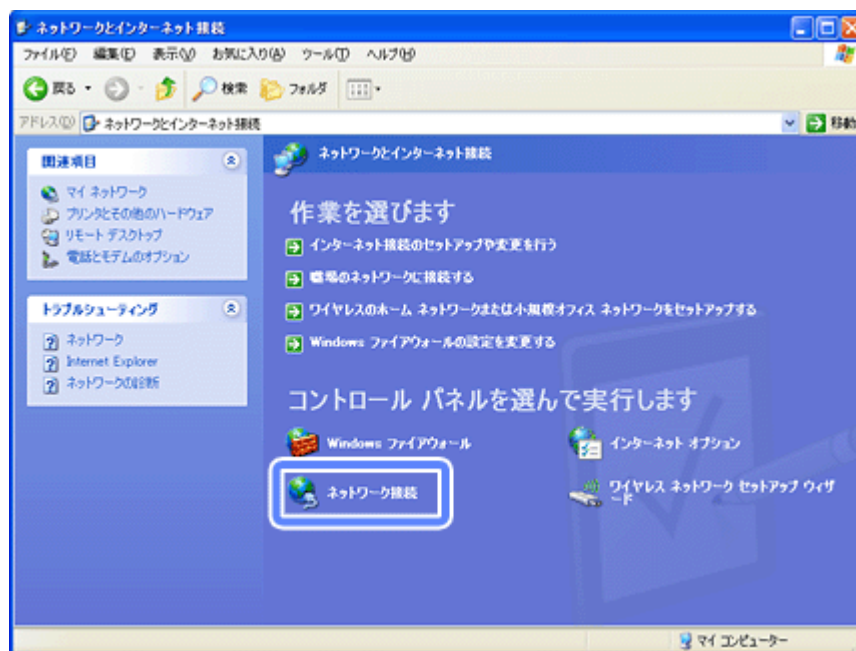 ネットワークとインターネット接続
ファイル(F) 編集(E) 表示(V) お気に入り(A) ツール(T) ヘルプ(H)
戻る 検索 フォルダ
アドレス(D) ネットワークとインターネット接続 移動
関連項目
マイ ネットワーク
プリンタとその他のハードウェア
リモート デスクトップ
電話とモデムのオプション
トラブルシューティング
ネットワーク
Internet Explorer
ネットワークの診断
ネットワークとインターネット接続
作業を選びます
インターネット接続のセットアップや変更を行う
職場のネットワークに接続する
ワイヤレスのホーム ネットワークまたは小規模オフィス ネットワークをセットアップする
Windows ファイアウォールの設定を変更する
コントロール パネルを選んで実行します
Windows ファイアウォール
インターネット オプション
ネットワーク接続
ワイヤレス ネットワーク セットアップ ウィザ
ード
マイ コンピューター